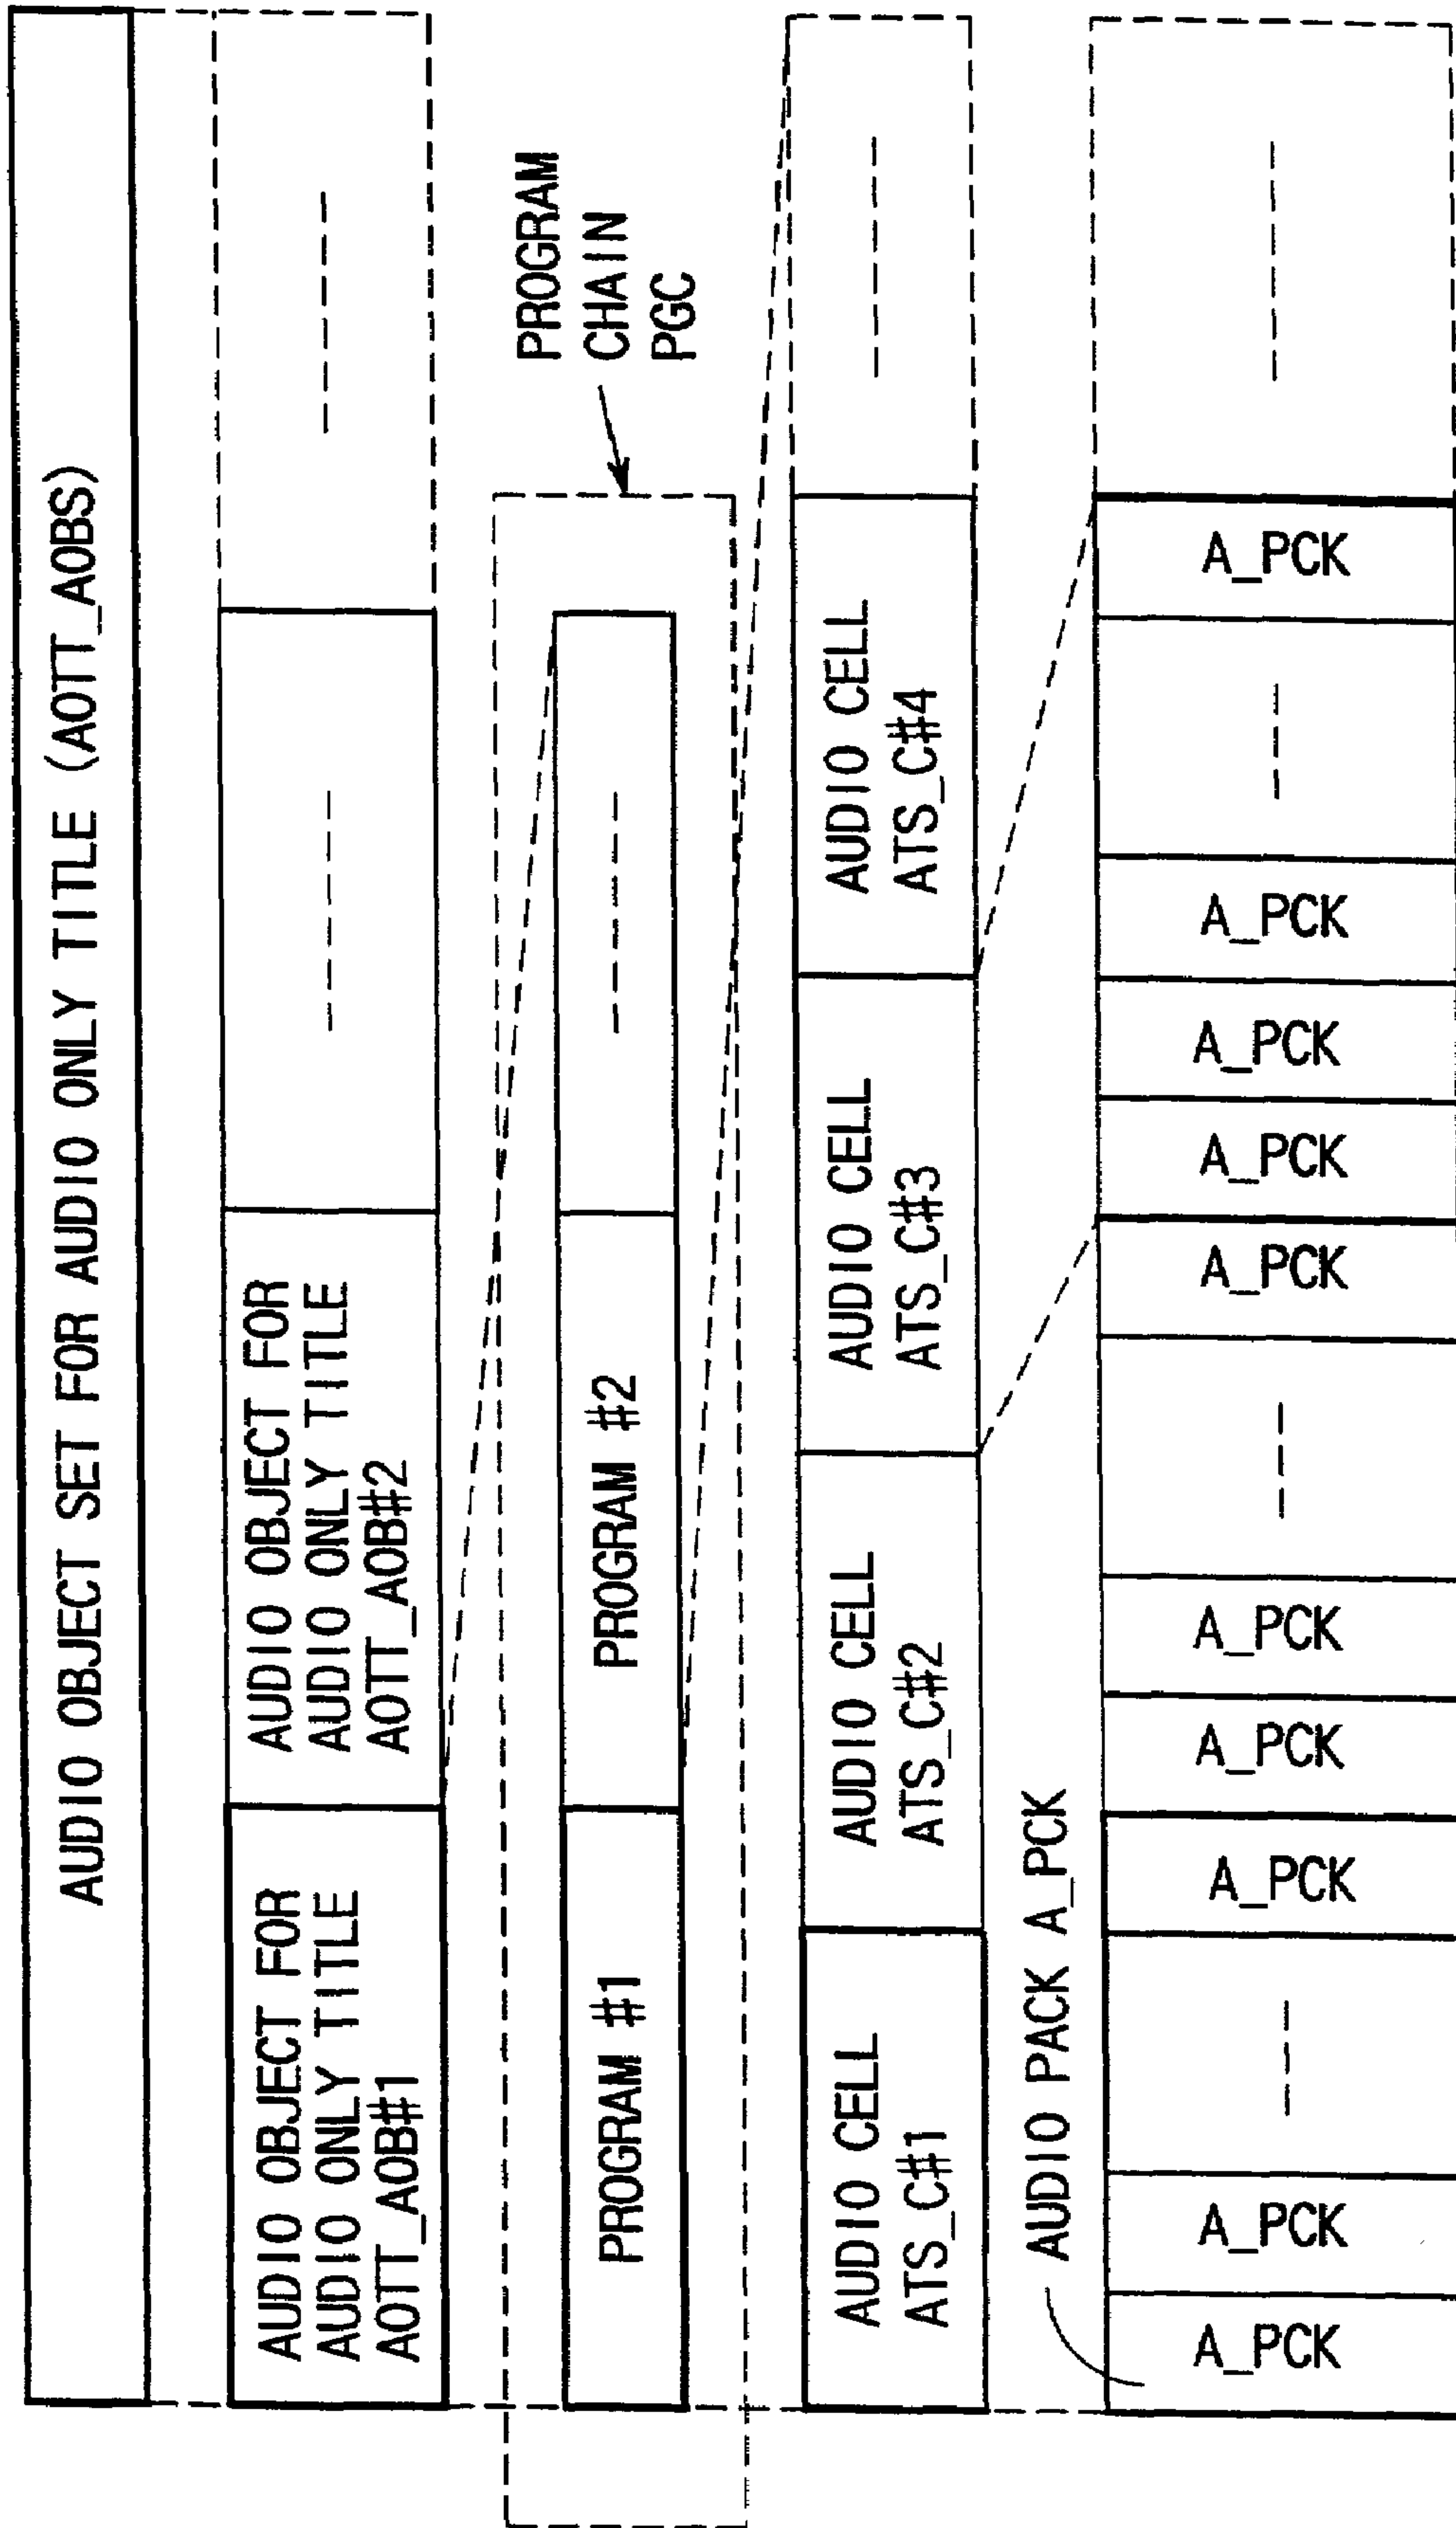 AUDIO OBJECT SET FOR AUDIO ONLY TITLE (AOTT_AOBS)
AUDIO OBJECT FOR
AUDIO ONLY TITLE
AOTT_AOB#1
AUDIO OBJECT FOR
AUDIO ONLY TITLE
AOTT_AOB#2
PROGRAM #1
PROGRAM #2
PROGRAM
CHAIN
PGC
AUDIO CELL
ATS_C#1
AUDIO CELL
ATS_C#2
AUDIO CELL
ATS_C#3
AUDIO CELL
ATS_C#4
AUDIO PACK A_PCK
A_PCK
A_PCK
A_PCK
A_PCK
A_PCK
A_PCK
A_PCK
A_PCK
A_PCK
A_PCK